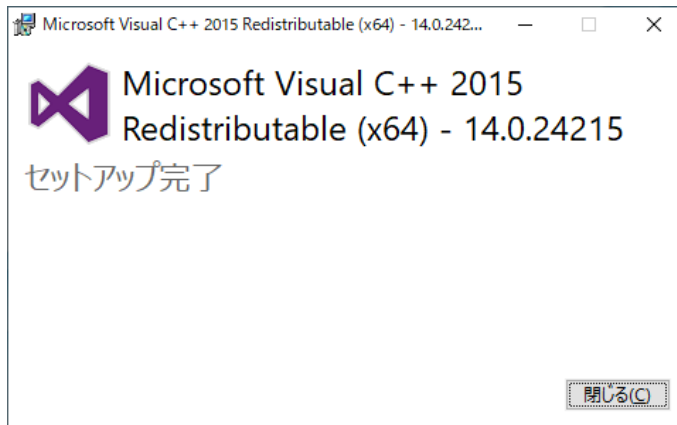 Microsoft Visual C++ 2015 Redistributable (x64) - 14.0.242...
Microsoft Visual C++ 2015
Redistributable (x64) - 14.0.24215
セットアップ完了
閉じる(C)